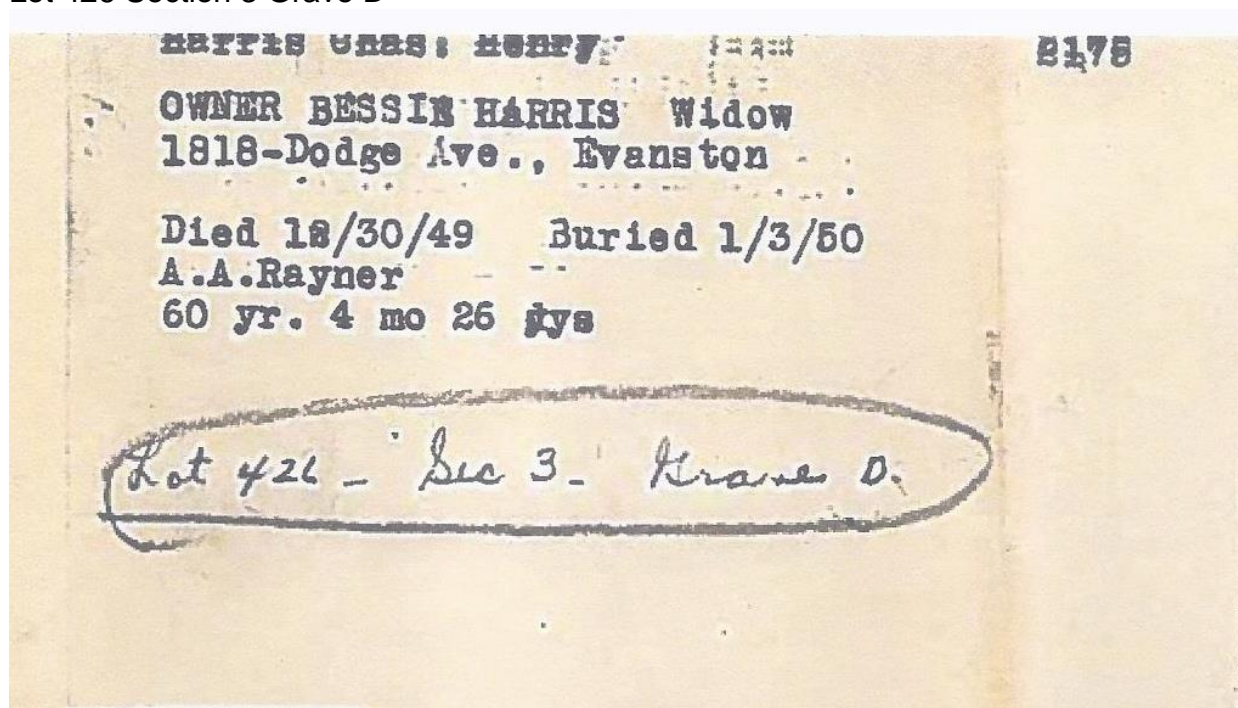 Lot 426 Section 3 Grave D
Harris Chas: Henry 2178
OWNER BESSIE HARRIS Widow
1818-Dodge Ave., Evanston
Died 12/30/49 Buried 1/3/50
A.A.Rayner
60 yr. 4 mo 26 dys
Lot 426 - Sec 3 - Grave D.